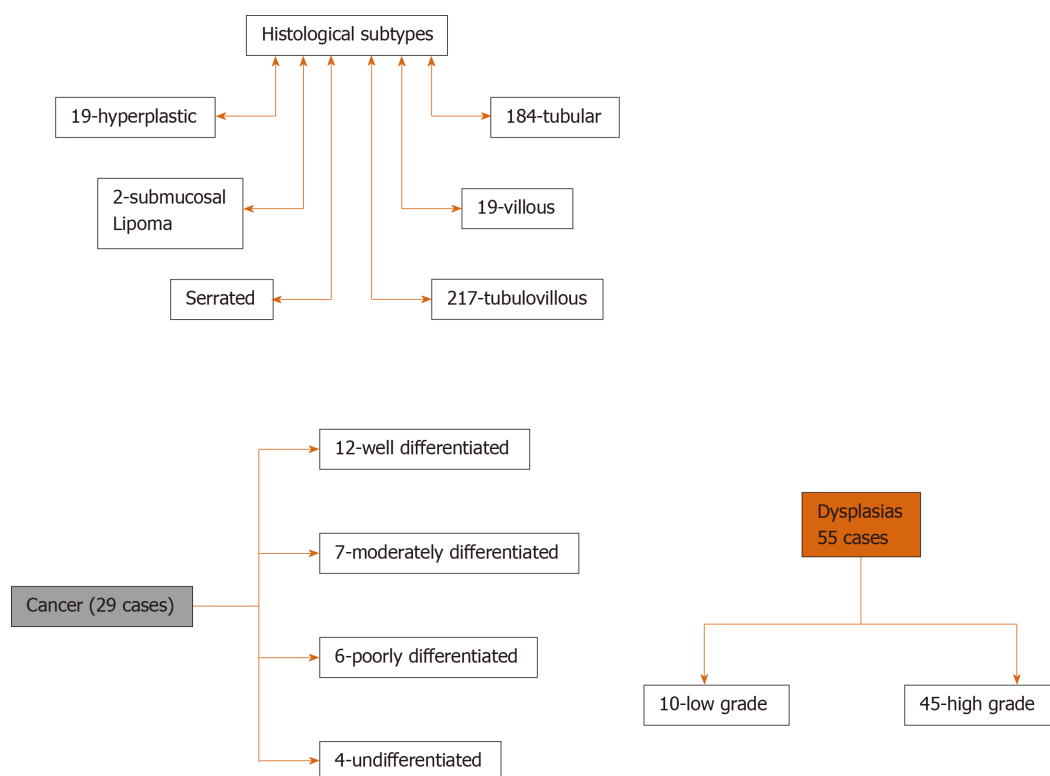 Histological subtypes
19-hyperplastic
184-tubular
2-submucosal
Lipoma
19-villous
Serrated
217-tubulovillous
12-well differentiated
7-moderately differentiated
Cancer (29 cases)
6-poorly differentiated
4-undifferentiated
Dysplasias
55 cases
10-low grade
45-high grade